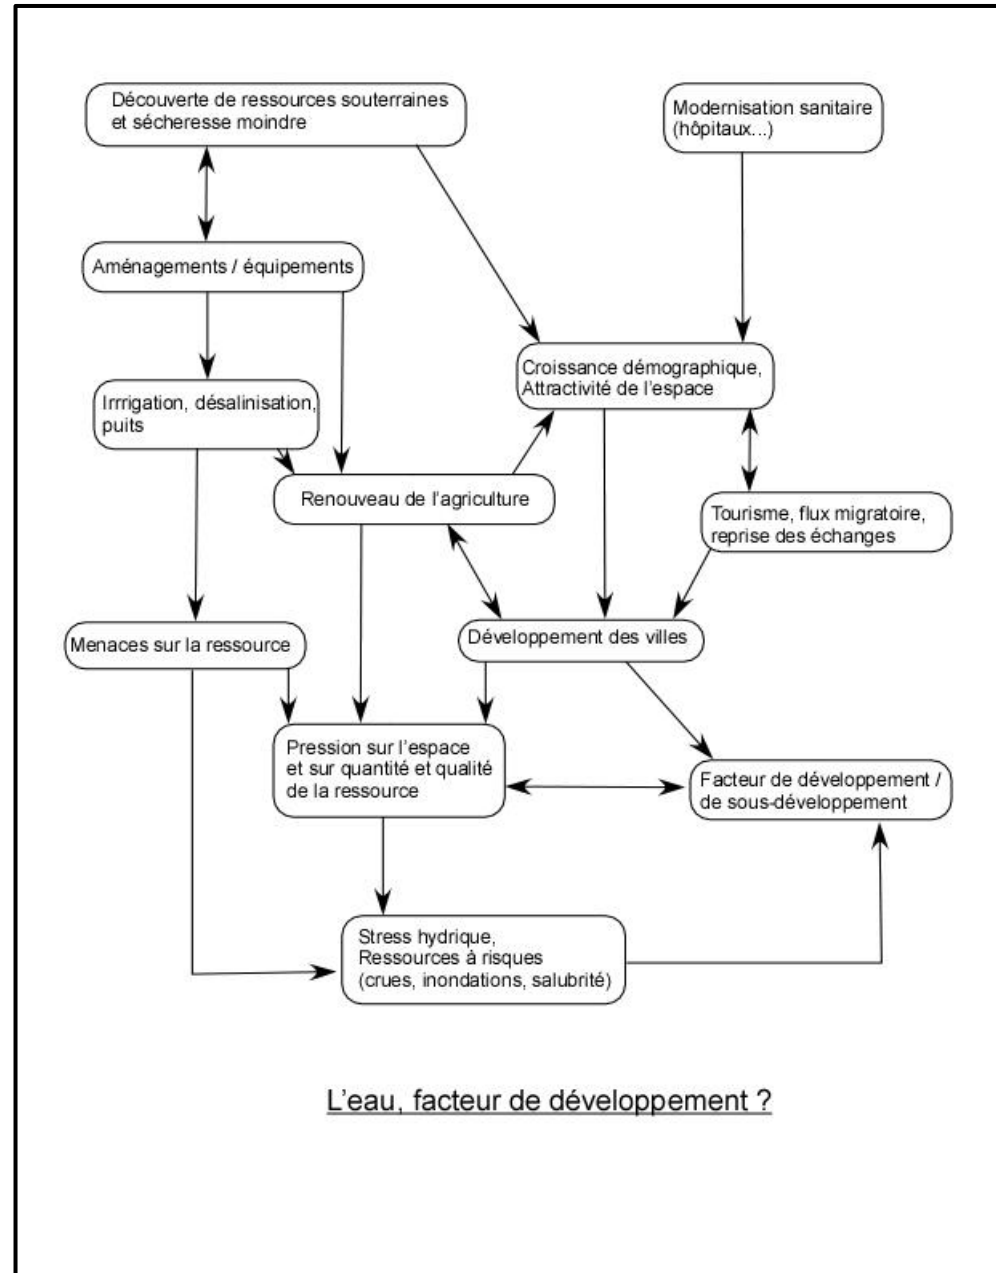 Découverte de ressources souterraines
et sécheresse moindre
Modernisation sanitaire
(hôpitaux...)
Aménagements / équipements
Croissance démographique,
Attractivité de l'espace
Irrrigation, désalinisation,
puits
Renouveau de l'agriculture
Tourisme, flux migratoire,
reprise des échanges
Développement des villes
Menaces sur la ressource
Pression sur l'espace
et sur quantité et qualité
de la ressource
Facteur de développement /
de sous-développement
Stress hydrique,
Ressources à risques
(crues, inondations, salubrité)
L'eau, facteur de développement ?